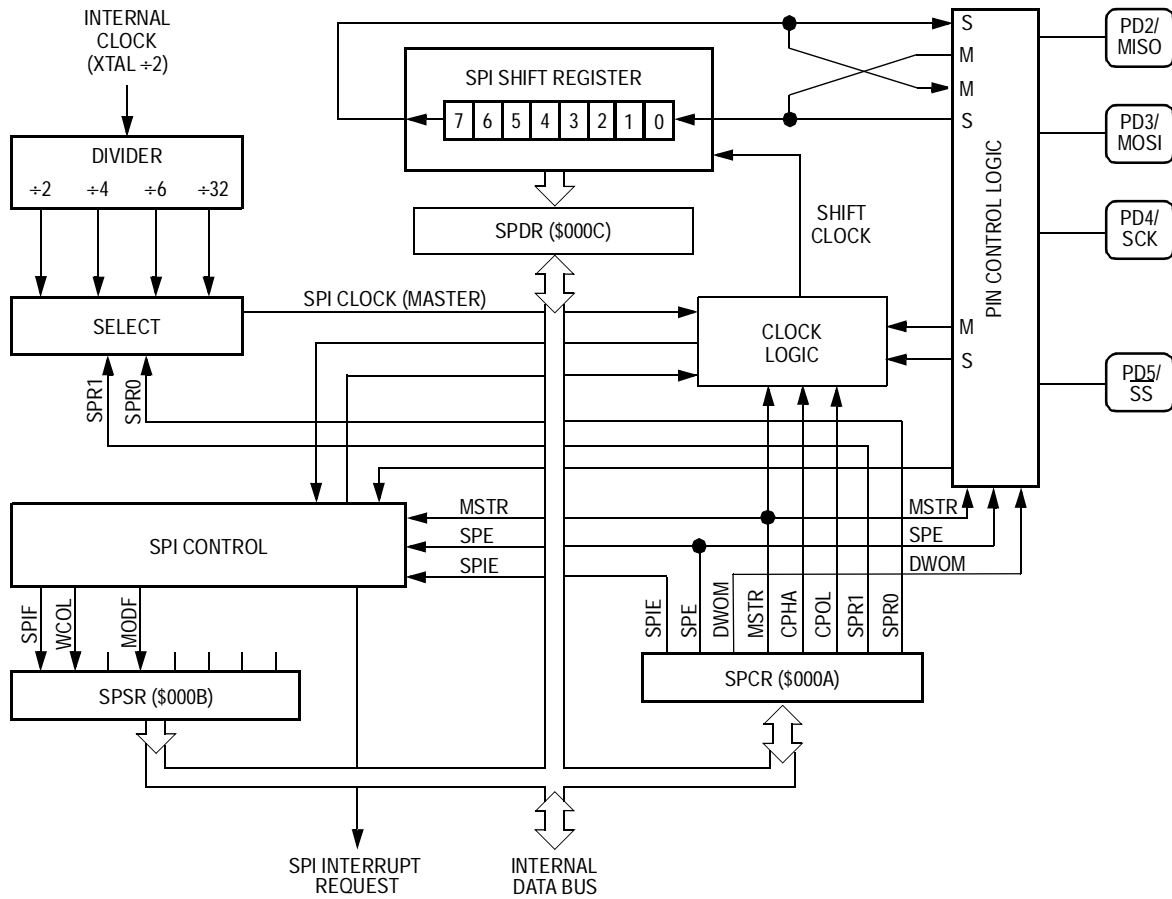 INTERNAL
CLOCK
(XTAL ÷2)
DIVIDER
÷2 ÷4 ÷6 ÷32
SELECT
SPR1
SPR0
SPI SHIFT REGISTER
7 6 5 4 3 2 1 0
SPDR ($000C)
SHIFT
CLOCK
SPI CLOCK (MASTER)
CLOCK
LOGIC
S
M
M
S
M
S
PIN CONTROL LOGIC
PD2/
MISO
PD3/
MOSI
PD4/
SCK
PD5/
SS
SPI CONTROL
MSTR
SPE
SPIE
MSTR
SPE
DWOM
SPIF
WCOL
MODF
SPIE
SPE
DWOM
MSTR
CPHA
CPOL
SPR1
SPR0
SPSR ($000B)
SPCR ($000A)
SPI INTERRUPT
REQUEST
INTERNAL
DATA BUS